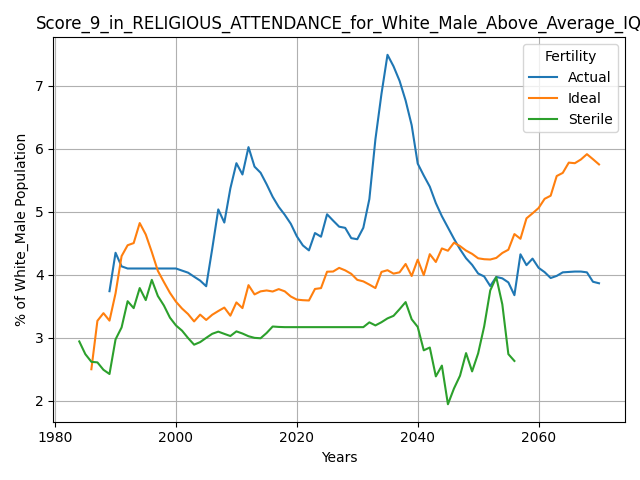 Score_9_in_RELIGIOUS_ATTENDANCE_for_White_Male_Above_Average_IQ
Fertility
Actual
Ideal
Sterile
7
6
5
4
3
2
% of White_Male Population
1980
2000
2020
2040
2060
Years